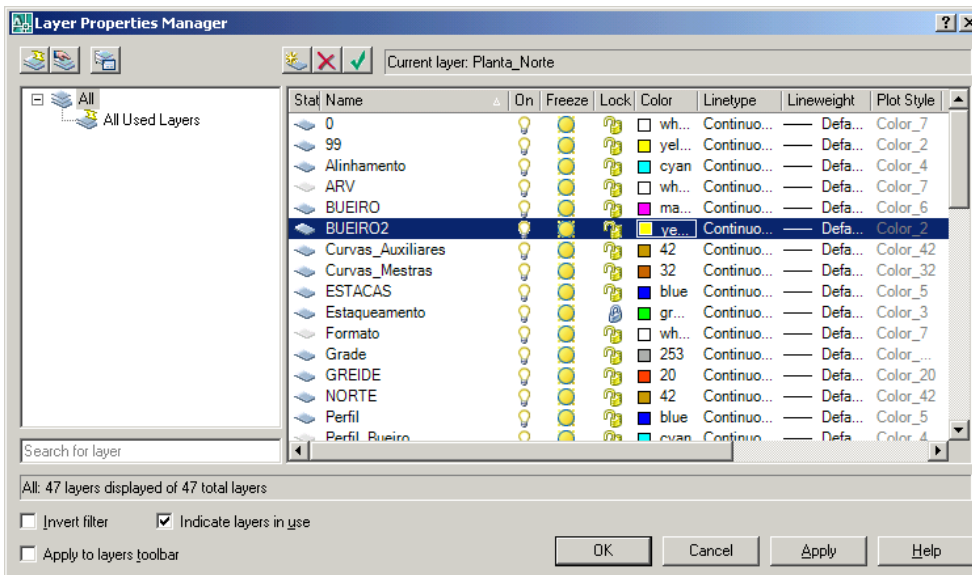 Layer Properties Manager
Current layer: Planta_Norte
All
All Used Layers
Stat Name On Freeze Lock Color Linetype Lineweight Plot Style
0 wh... Continuo... Defa... Color_7
99 yel... Continuo... Defa... Color_2
Alinhamento cyan Continuo... Defa... Color_4
ARV wh... Continuo... Defa... Color_7
BUEIRO ma... Continuo... Defa... Color_6
BUEIRO2 ye... Continuo... Defa... Color_2
Curvas_Auxiliares 42 Continuo... Defa... Color_42
Curvas_Mestras 32 Continuo... Defa... Color_32
ESTACAS blue Continuo... Defa... Color_5
Estaqueamento gr... Continuo... Defa... Color_3
Formato wh... Continuo... Defa... Color_7
Grade 253 Continuo... Defa... Color_...
GREIDE 20 Continuo... Defa... Color_20
NORTE 42 Continuo... Defa... Color_42
Perfil blue Continuo... Defa... Color_5
Perfil_Bueiro cyan Continuo... Defa... Color_4
Search for layer
All: 47 layers displayed of 47 total layers
Invert filter Indicate layers in use
Apply to layers toolbar
OK Cancel Apply Help